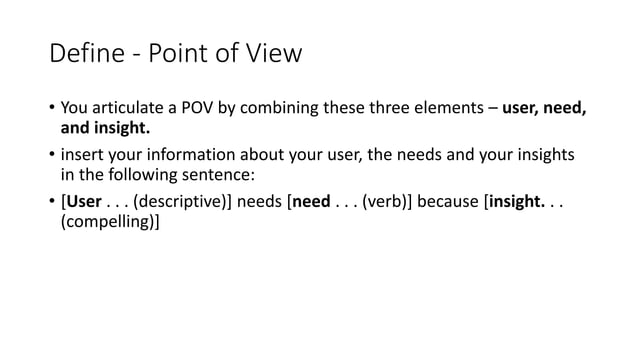 Define - Point of View
• You articulate a POV by combining these three elements – user, need,
and insight.
• insert your information about your user, the needs and your insights
in the following sentence:
• [User . . . (descriptive)] needs [need . . . (verb)] because [insight. . .
(compelling)]